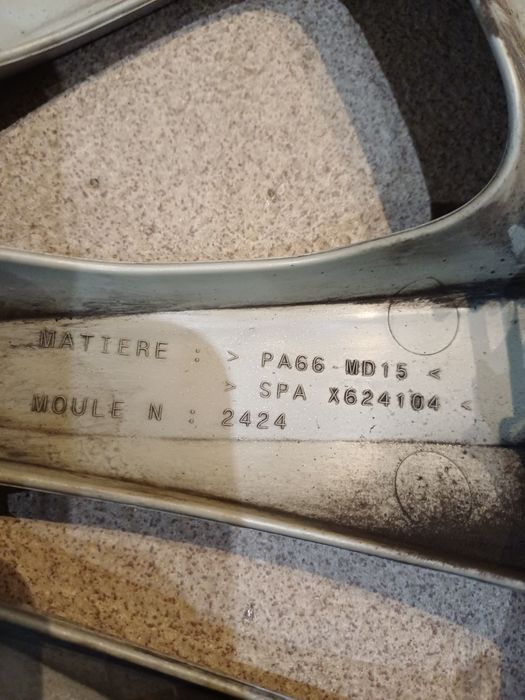 MATIERE : > PA66-MD15 <
> SPA X624104 <
MOULE N : 2424